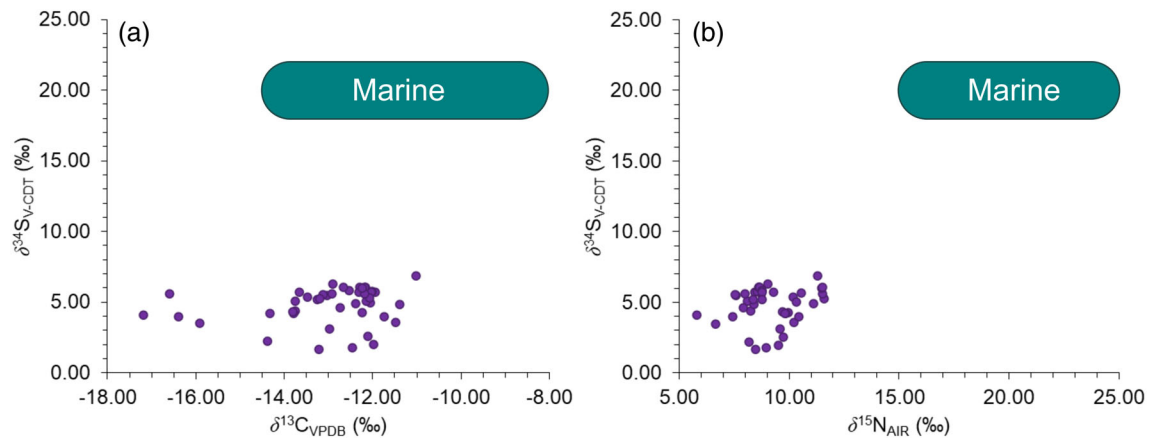 (a)
Marine
25.00
20.00
15.00
10.00
5.00
0.00
δ34SV-CDT (‰)
-18.00 -16.00 -14.00 -12.00 -10.00 -8.00
δ13CVPDB (‰)
(b)
Marine
25.00
20.00
15.00
10.00
5.00
0.00
δ34SV-CDT (‰)
5.00 10.00 15.00 20.00 25.00
δ15NAIR (‰)